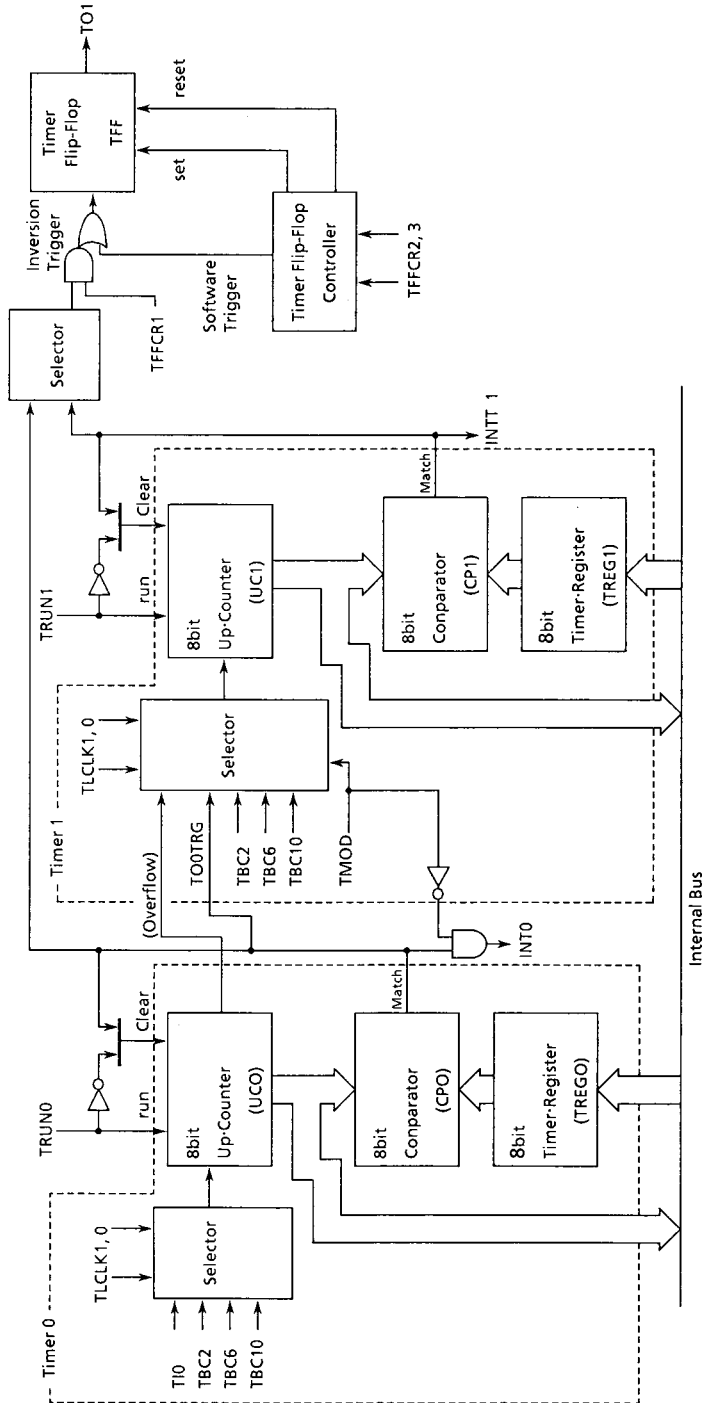 Timer 0
TI0
TBC2
TBC6
TBC10
TLCLK1, 0
Selector
TRUN0
run
Clear
8bit
Up·Counter
(UC0)
8bit
Conparator
(CP0)
Match
8bit
Timer·Register
(TREG0)
(Overflow)
TO0TRG
INT0
Timer 1
TBC2
TBC6
TBC10
TMOD
TLCLK1, 0
Selector
TRUN1
run
Clear
8bit
Up·Counter
(UC1)
8bit
Conparator
(CP1)
Match
8bit
Timer·Register
(TREG1)
INTT 1
Internal Bus
Selector
TFFCR1
Inversion
Trigger
Software
Trigger
Timer Flip-Flop
Controller
TFFCR2, 3
set
reset
Timer
Flip-Flop
TFF
TO1